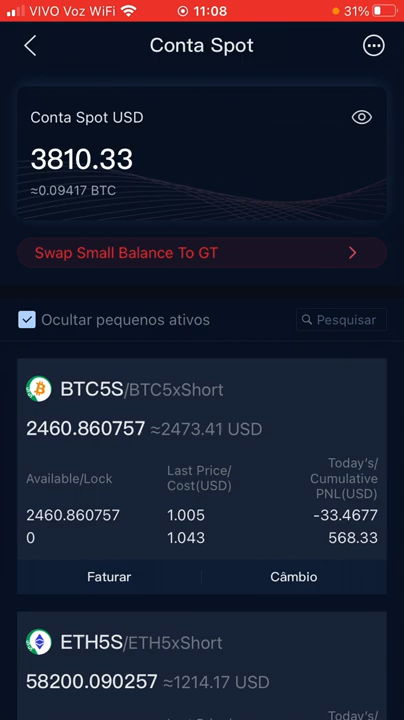 VIVO Voz WiFi 11:08 31%
Conta Spot
Conta Spot USD
3810.33
≈0.09417 BTC
Swap Small Balance To GT
Ocultar pequenos ativos Pesquisar
BTC5S/BTC5xShort
2460.860757 ≈2473.41 USD
Available/Lock Last Price/Cost(USD) Today's/Cumulative PNL(USD)
2460.860757 1.005 -33.4677
0 1.043 568.33
Faturar Câmbio
ETH5S/ETH5xShort
58200.090257 ≈1214.17 USD
Today's/